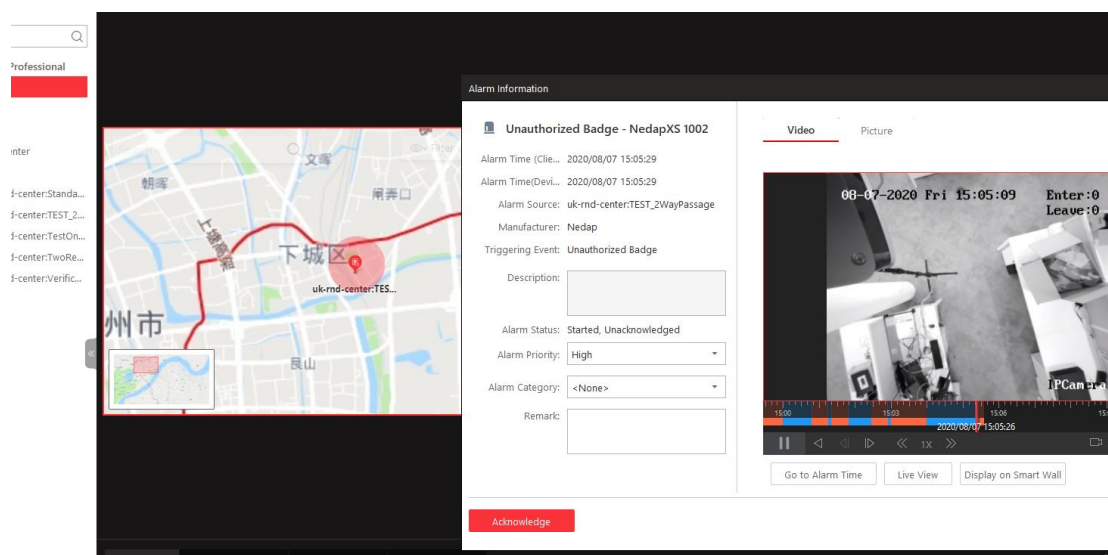 Professional
enter
d-center:Standa...
d-center:TEST_2...
d-center:TestOn...
d-center:TwoRe...
d-center:Verific...
Filter
文晖
朝晖
闸弄口
上塘高架
下城区
uk-rnd-center:TES...
州市
艮山
Alarm Information
Unauthorized Badge - NedapXS 1002
Alarm Time (Clie... 2020/08/07 15:05:29
Alarm Time(Devi... 2020/08/07 15:05:29
Alarm Source: uk-rnd-center:TEST_2WayPassage
Manufacturer: Nedap
Triggering Event: Unauthorized Badge
Description:
Alarm Status: Started, Unacknowledged
Alarm Priority: High
Alarm Category: <None>
Remark:
Acknowledge
Video Picture
08-07-2020 Fri 15:05:09 Enter:0
Leave:0
IPCamera
15:00 15:03 15:06
2020/08/07 15:05:26
1X
Go to Alarm Time Live View Display on Smart Wall